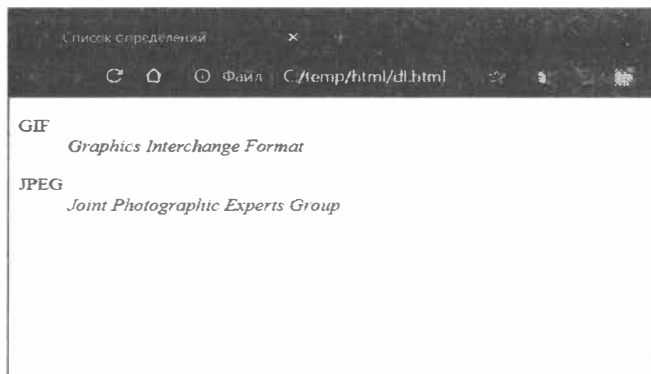 Список определений
Файл C:/temp/html/dl.html
GIF
Graphics Interchange Format
JPEG
Joint Photographic Experts Group